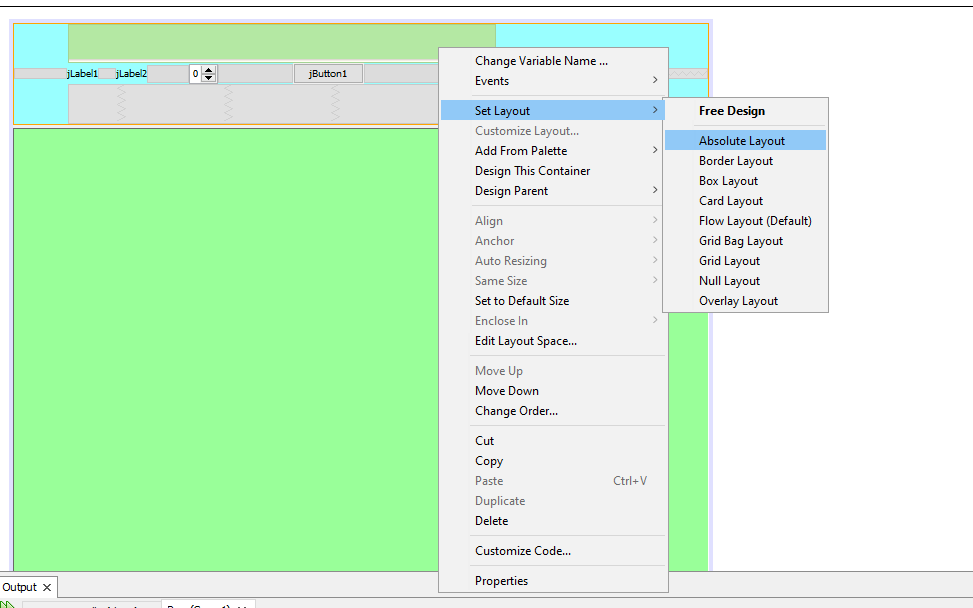 jLabel1 jLabel2 0 jButton1
Change Variable Name ...
Events
Set Layout
Customize Layout...
Add From Palette
Design This Container
Design Parent
Align
Anchor
Auto Resizing
Same Size
Set to Default Size
Enclose In
Edit Layout Space...
Move Up
Move Down
Change Order...
Cut
Copy
Paste Ctrl+V
Duplicate
Delete
Customize Code...
Properties
Free Design
Absolute Layout
Border Layout
Box Layout
Card Layout
Flow Layout (Default)
Grid Bag Layout
Grid Layout
Null Layout
Overlay Layout
Output